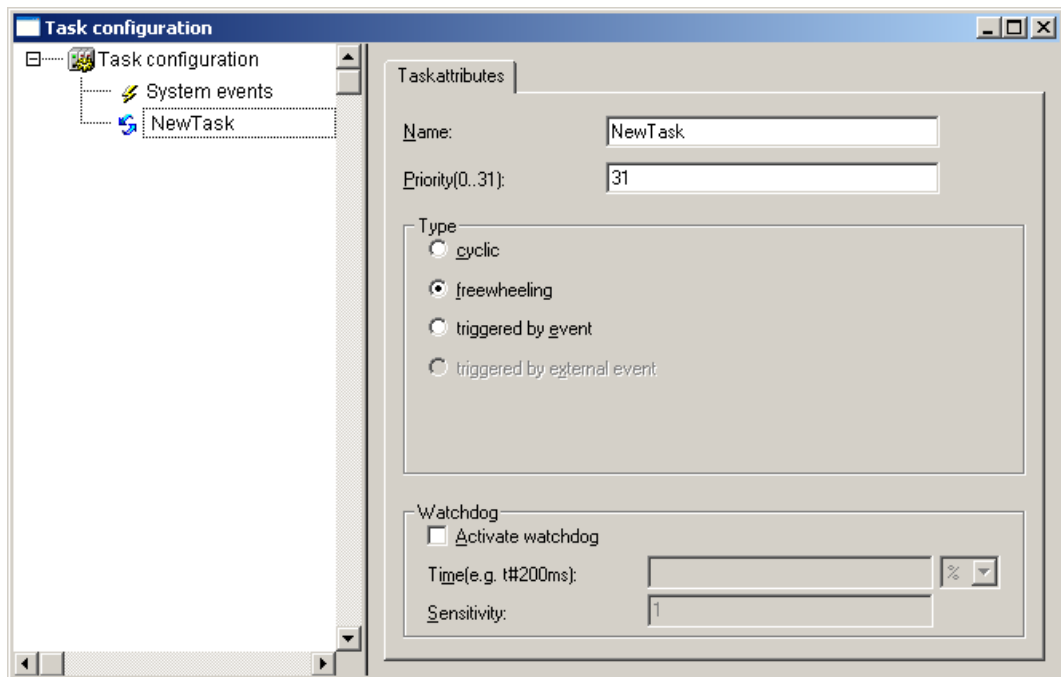 Task configuration
Task configuration
System events
NewTask
Taskattributes
Name: NewTask
Priority(0..31): 31
Type
cyclic
freewheeling
triggered by event
triggered by external event
Watchdog
Activate watchdog
Time(e.g. t#200ms): %
Sensitivity: 1